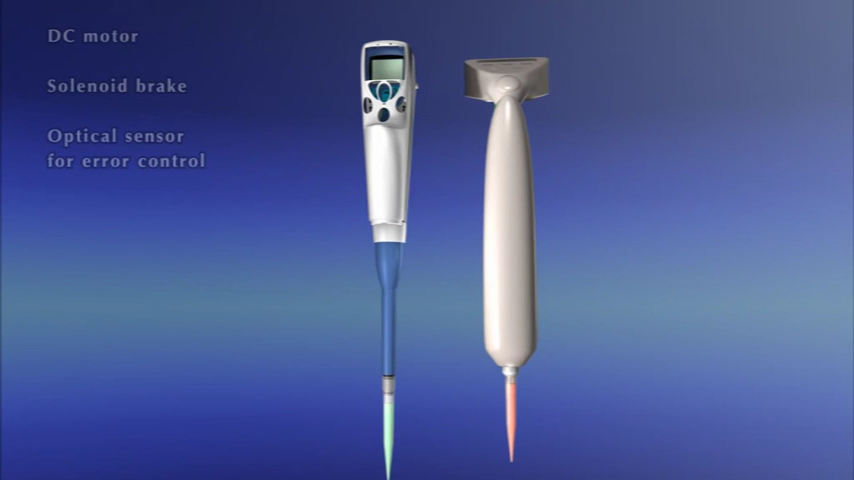 DC motor
Solenoid brake
Optical sensor
for error control